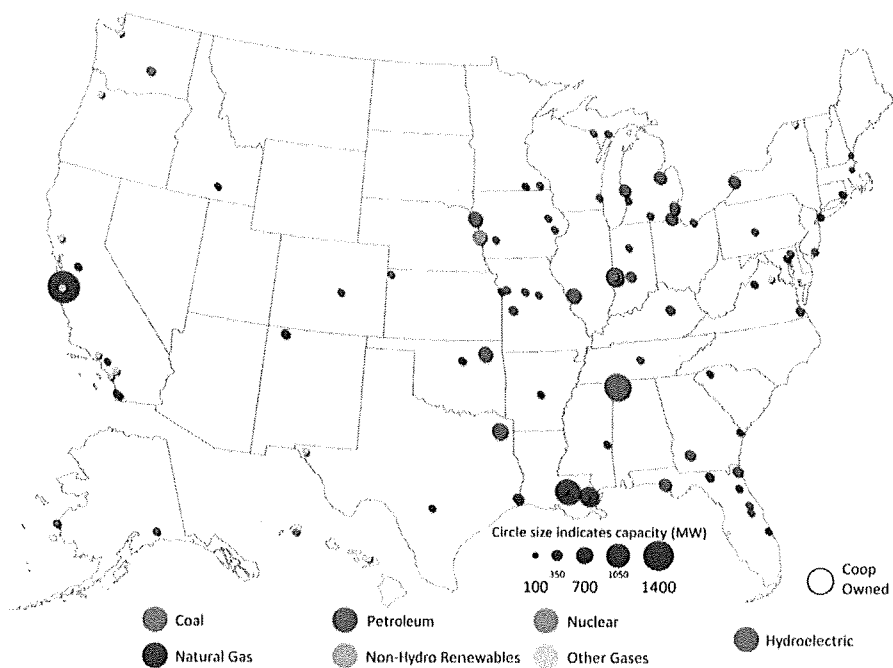 Circle size indicates capacity (MW)
350 1050
100 700 1400
Coop
Owned
Coal Petroleum Nuclear Hydroelectric
Natural Gas Non-Hydro Renewables Other Gases